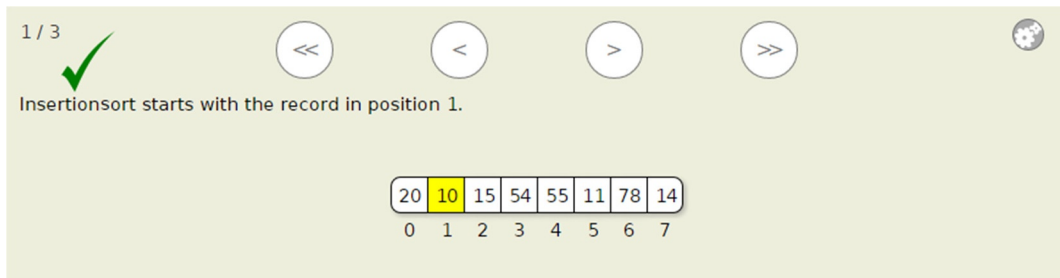 1 / 3
<< < > >>
Insertionsort starts with the record in position 1.
20 10 15 54 55 11 78 14
0 1 2 3 4 5 6 7